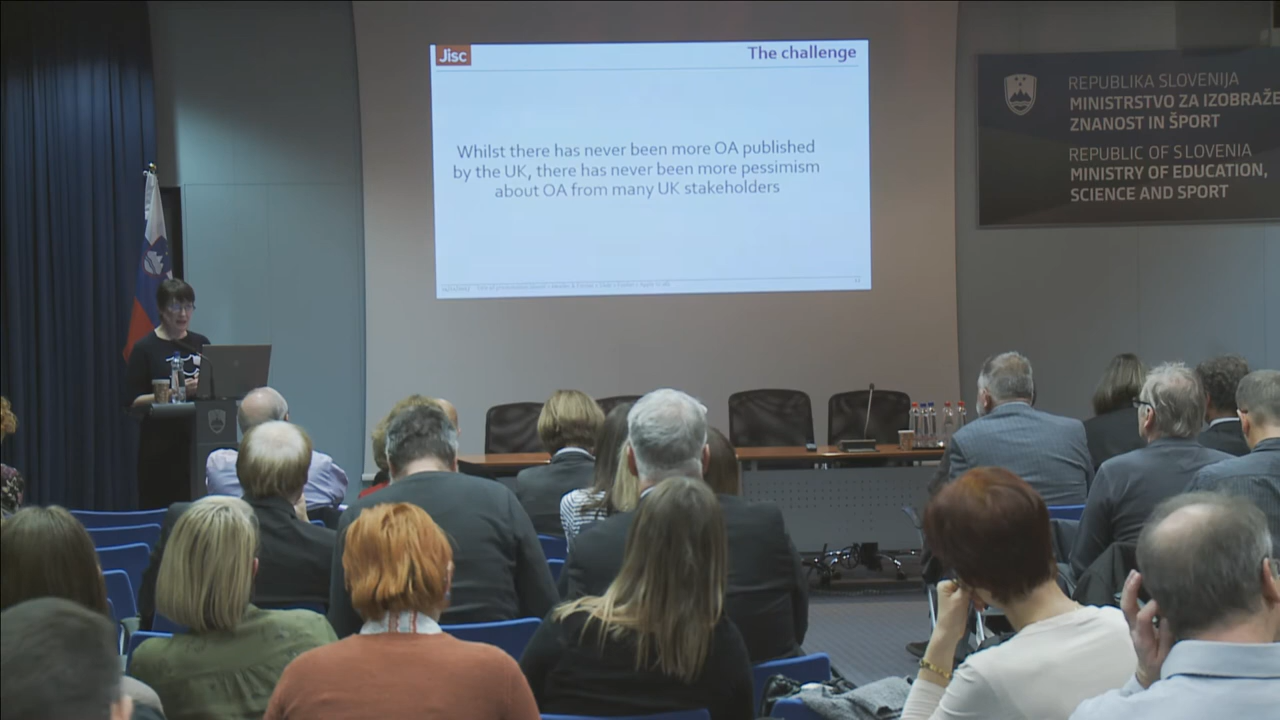 Jisc
The challenge
Whilst there has never been more OA published
by the UK, there has never been more pessimism
about OA from many UK stakeholders
REPUBLIKA SLOVENIJA
MINISTRSTVO ZA IZOBRAŽE
ZNANOST IN ŠPORT
REPUBLIC OF SLOVENIA
MINISTRY OF EDUCATION,
SCIENCE AND SPORT